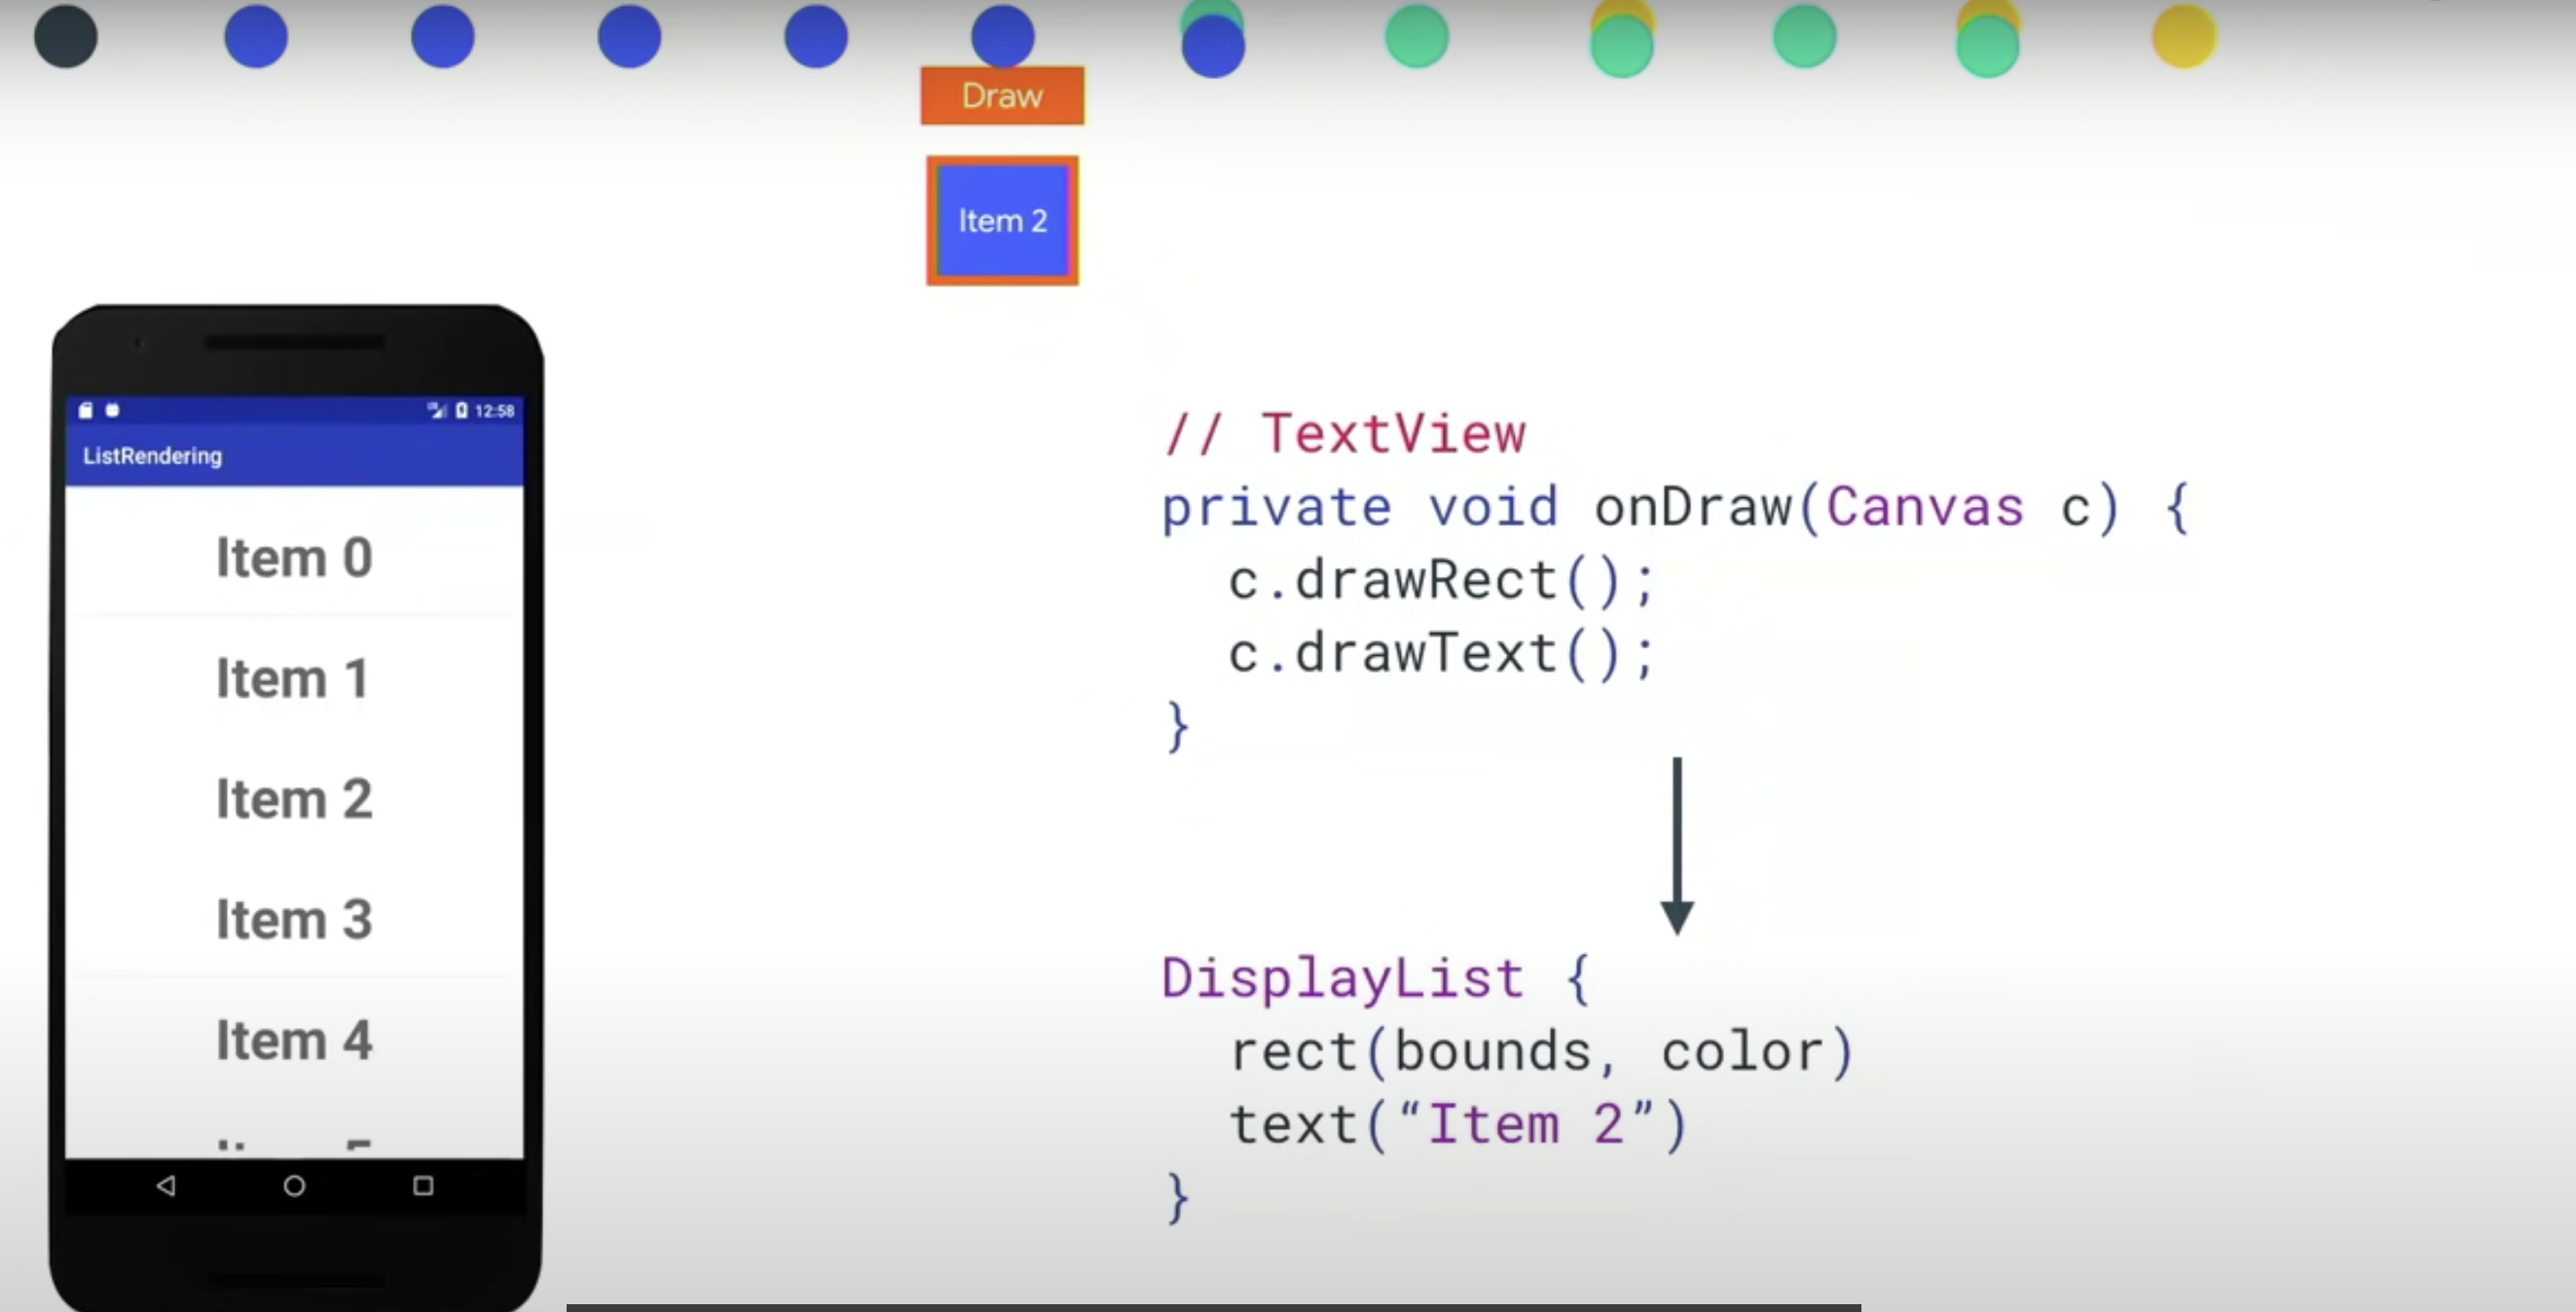 Draw
Item 2
12:58
ListRendering
Item 0
Item 1
Item 2
Item 3
Item 4
// TextView
private void onDraw(Canvas c) {
c.drawRect();
c.drawText();
}
DisplayList {
rect(bounds, color)
text(“Item 2”)
}